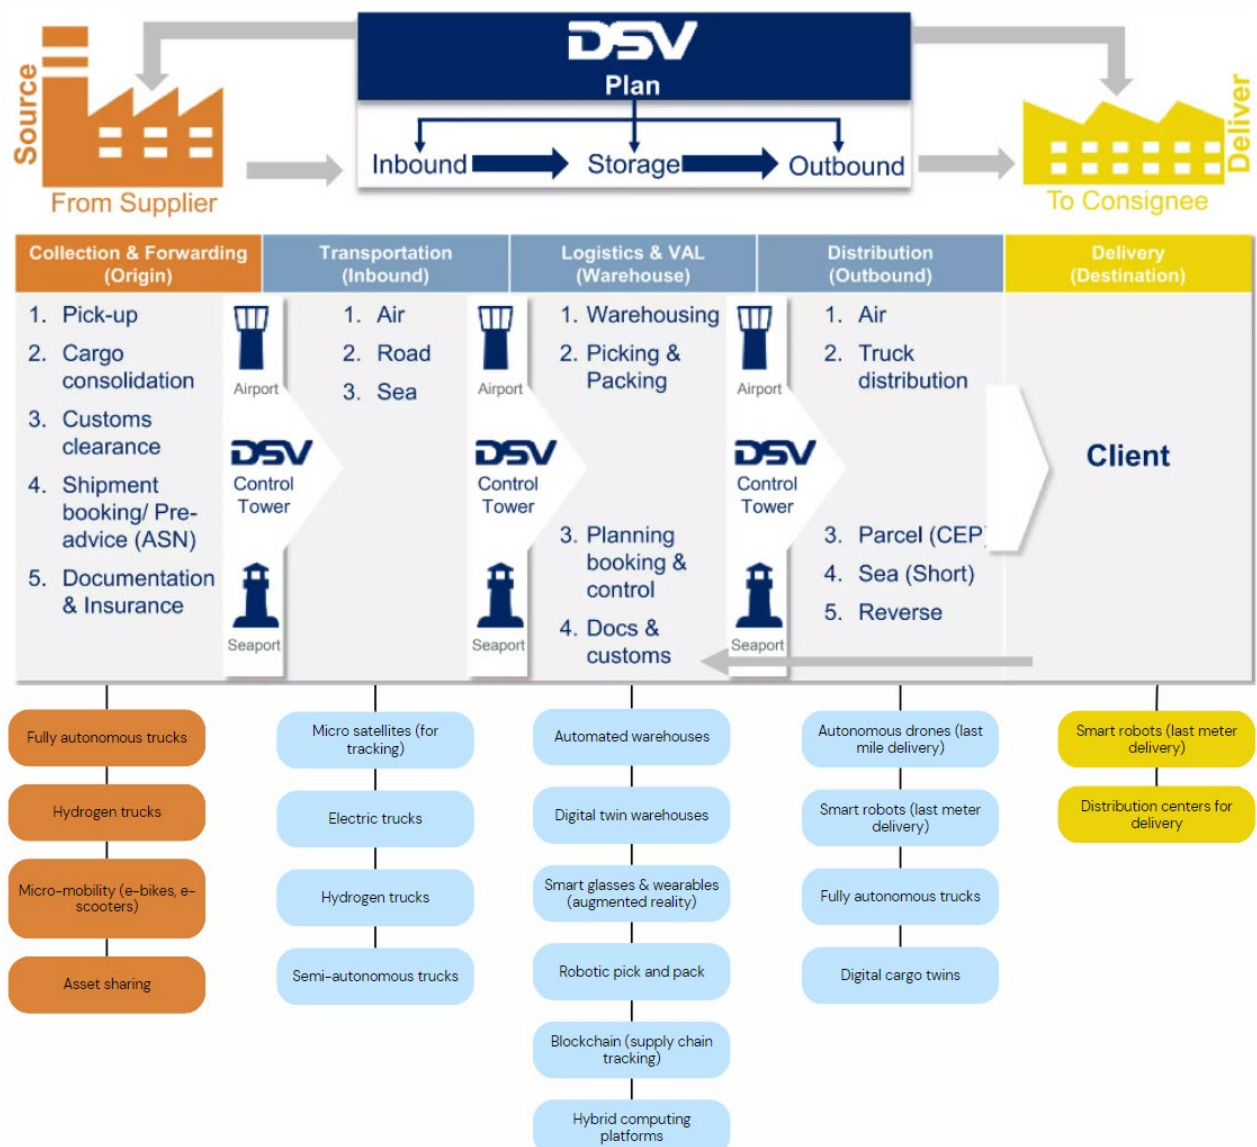 DSV
Plan
Source
Inbound
Storage
Outbound
Deliver
From Supplier
To Consignee
Collection & Forwarding
(Origin)
Transportation
(Inbound)
Logistics & VAL
(Warehouse)
Distribution
(Outbound)
Delivery
(Destination)
1. Pick-up
2. Cargo
consolidation
3. Customs
clearance
4. Shipment
booking/ Pre-
advice (ASN)
5. Documentation
& Insurance
Airport
DSV
Control
Tower
Seaport
1. Air
2. Road
3. Sea
Airport
DSV
Control
Tower
Seaport
1. Warehousing
2. Picking &
Packing
3. Planning
booking &
control
4. Docs &
customs
Airport
DSV
Control
Tower
Seaport
1. Air
2. Truck
distribution
3. Parcel (CEP)
4. Sea (Short)
5. Reverse
Client
Fully autonomous trucks
Hydrogen trucks
Micro-mobility (e-bikes, e-
scooters)
Asset sharing
Micro satellites (for
tracking)
Electric trucks
Hydrogen trucks
Semi-autonomous trucks
Automated warehouses
Digital twin warehouses
Smart glasses & wearables
(augmented reality)
Robotic pick and pack
Blockchain (supply chain
tracking)
Hybrid computing
platforms
Autonomous drones (last
mile delivery)
Smart robots (last meter
delivery)
Fully autonomous trucks
Digital cargo twins
Smart robots (last meter
delivery)
Distribution centers for
delivery